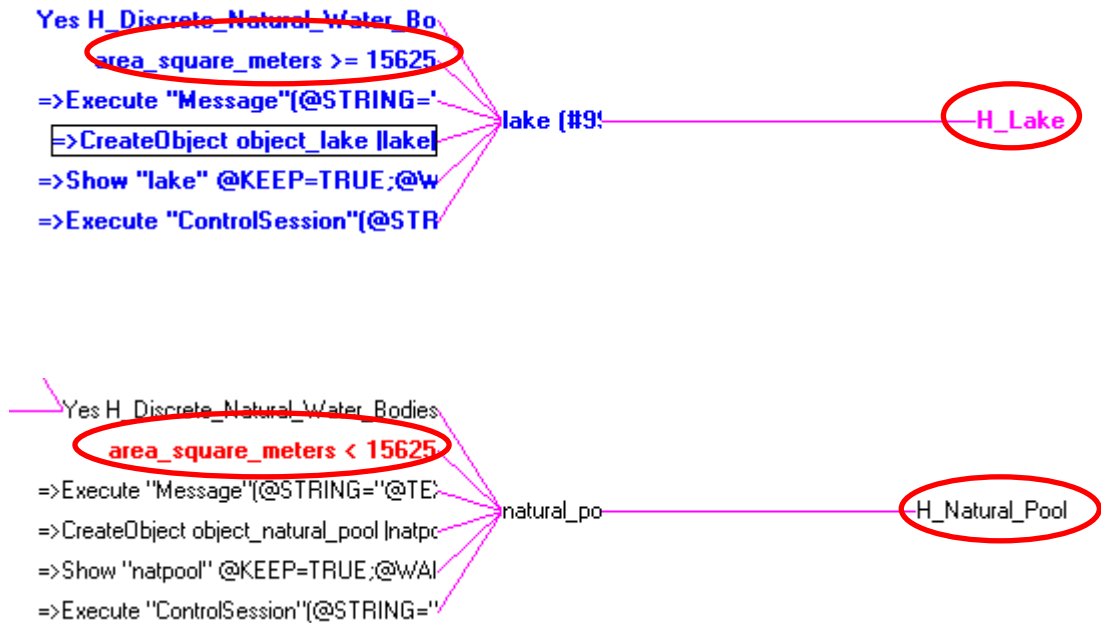 Yes H_Discrete_Natural_Water_Bo
area_square_meters >= 15625
=>Execute "Message"(@STRING='
=>CreateObject object_lake |lake|
=>Show "lake" @KEEP=TRUE;@W
=>Execute "ControlSession"(@STR
lake (#9
H_Lake
Yes H_Discrete_Natural_Water_Bodies
area_square_meters < 15625
=>Execute "Message"(@STRING="@TE
=>CreateObject object_natural_pool |natpo
=>Show "natpool" @KEEP=TRUE;@WAI
=>Execute "ControlSession"(@STRING="
natural_po
H_Natural_Pool